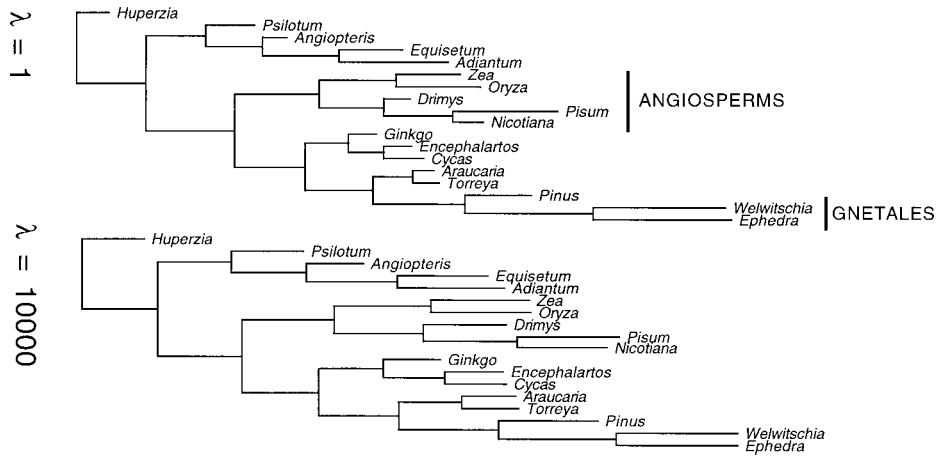 λ = 1
Huperzia
Psilotum
Angiopteris
Equisetum
Adiantum
Zea
Oryza
Drimys
Pisum
Nicotiana
ANGIOSPERMS
Ginkgo
Encephalartos
Cycas
Araucaria
Torreya
Pinus
Welwitschia
Ephedra
GNETALES
λ = 10000
Huperzia
Psilotum
Angiopteris
Equisetum
Adiantum
Zea
Oryza
Drimys
Pisum
Nicotiana
Ginkgo
Encephalartos
Cycas
Araucaria
Torreya
Pinus
Welwitschia
Ephedra